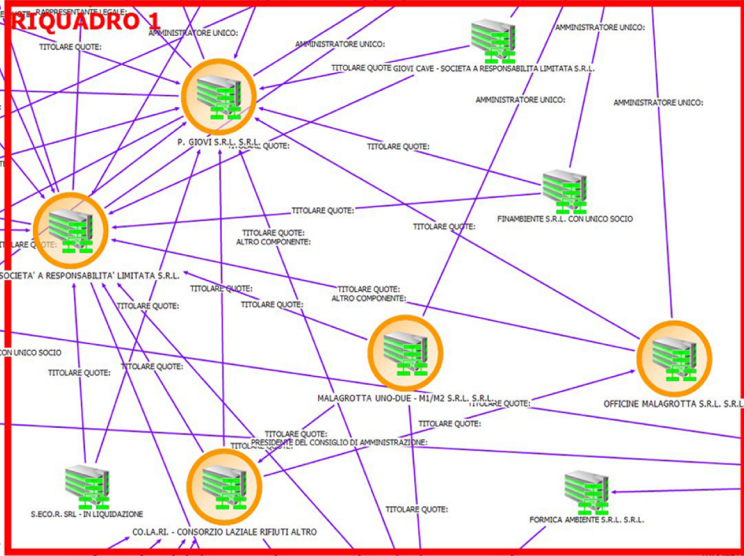 RIQUADRO 1
RAPPRESENTANTE LEGALE:
TITOLARE QUOTE:
AMMINISTRATORE UNICO:
AMMINISTRATORE UNICO:
AMMINISTRATORE UNICO:
TITOLARE QUOTE
GIOVI CAVE - SOCIETA A RESPONSABILITA LIMITATA S.R.L.
AMMINISTRATORE UNICO:
AMMINISTRATORE UNICO:
P. GIOVI S.R.L. S.R.L.
QUOTE:
TITOLARE QUOTE:
TITOLARE QUOTE:
FINAMBIENTE S.R.L. CON UNICO SOCIO
TITOLARE QUOTE:
TITOLARE QUOTE:
ALTRO COMPONENTE:
TITOLARE QUOTE:
SOCIETA' A RESPONSABILITA' LIMITATA S.R.L.
TITOLARE QUOTE:
TITOLARE QUOTE:
ALTRO COMPONENTE:
TITOLARE QUOTE:
TITOLARE QUOTE:
CON UNICO SOCIO
TITOLARE QUOTE:
TITOLARE QUOTE:
MALAGROTTA UNO-DUE - M1/M2 S.R.L. S.R.L.
TITOLARE QUOTE:
OFFICINE MALAGROTTA S.R.L. S.R.L.
TITOLARE QUOTE:
TITOLARE QUOTE:
PRESIDENTE DEL CONSIGLIO DI AMMINISTRAZIONE:
TITOLARE QUOTE:
S.ECO.R. SRL - IN LIQUIDAZIONE
TITOLARE QUOTE:
FORMICA AMBIENTE S.R.L. S.R.L.
CO.LA.RI. - CONSORZIO LAZIALE RIFIUTI ALTRO